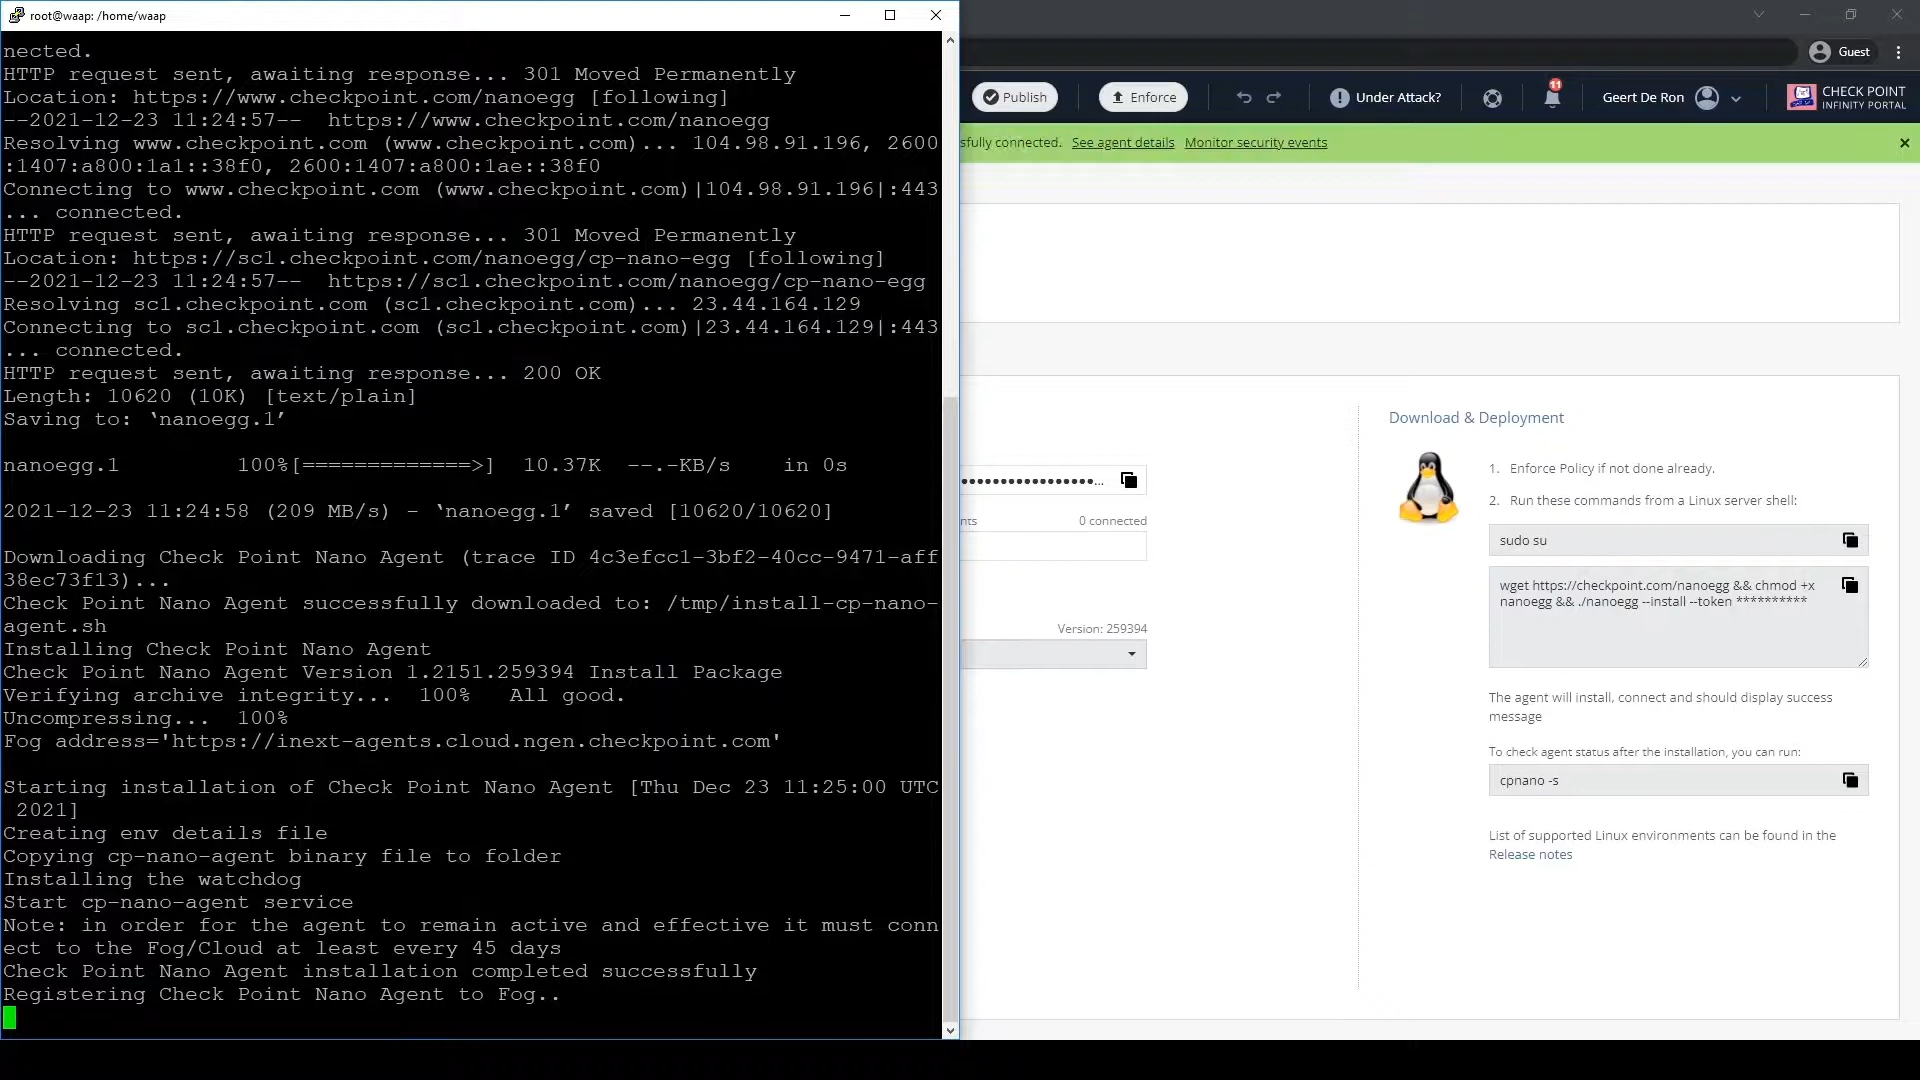 root@waap: /home/waap
nected.
HTTP request sent, awaiting response... 301 Moved Permanently
Location: https://www.checkpoint.com/nanoegg [following]
--2021-12-23 11:24:57--  https://www.checkpoint.com/nanoegg
Resolving www.checkpoint.com (www.checkpoint.com)... 104.98.91.196, 2600
:1407:a800:1a1::38f0, 2600:1407:a800:1ae::38f0
Connecting to www.checkpoint.com (www.checkpoint.com)|104.98.91.196|:443
... connected.
HTTP request sent, awaiting response... 301 Moved Permanently
Location: https://sc1.checkpoint.com/nanoegg/cp-nano-egg [following]
--2021-12-23 11:24:57--  https://sc1.checkpoint.com/nanoegg/cp-nano-egg
Resolving sc1.checkpoint.com (sc1.checkpoint.com)... 23.44.164.129
Connecting to sc1.checkpoint.com (sc1.checkpoint.com)|23.44.164.129|:443
... connected.
HTTP request sent, awaiting response... 200 OK
Length: 10620 (10K) [text/plain]
Saving to: ‘nanoegg.1’
nanoegg.1         100%[=============>]  10.37K  --.-KB/s    in 0s
2021-12-23 11:24:58 (209 MB/s) - ‘nanoegg.1’ saved [10620/10620]
Downloading Check Point Nano Agent (trace ID 4c3efcc1-3bf2-40cc-9471-aff
38ec73f13)...
Check Point Nano Agent successfully downloaded to: /tmp/install-cp-nano-
agent.sh
Installing Check Point Nano Agent
Check Point Nano Agent Version 1.2151.259394 Install Package
Verifying archive integrity...  100%   All good.
Uncompressing...  100%
Fog address='https://inext-agents.cloud.ngen.checkpoint.com'
Starting installation of Check Point Nano Agent [Thu Dec 23 11:25:00 UTC
2021]
Creating env details file
Copying cp-nano-agent binary file to folder
Installing the watchdog
Start cp-nano-agent service
Note: in order for the agent to remain active and effective it must conn
ect to the Fog/Cloud at least every 45 days
Check Point Nano Agent installation completed successfully
Registering Check Point Nano Agent to Fog..
Guest
Publish
Enforce
Under Attack?
11
Geert De Ron
CHECK POINT
INFINITY PORTAL
sfully connected. See agent details Monitor security events
••••••••••••••••••...
nts 0 connected
Version: 259394
Download & Deployment
1. Enforce Policy if not done already.
2. Run these commands from a Linux server shell:
sudo su
wget https://checkpoint.com/nanoegg && chmod +x
nanoegg && ./nanoegg --install --token **********
The agent will install, connect and should display success
message
To check agent status after the installation, you can run:
cpnano -s
List of supported Linux environments can be found in the
Release notes